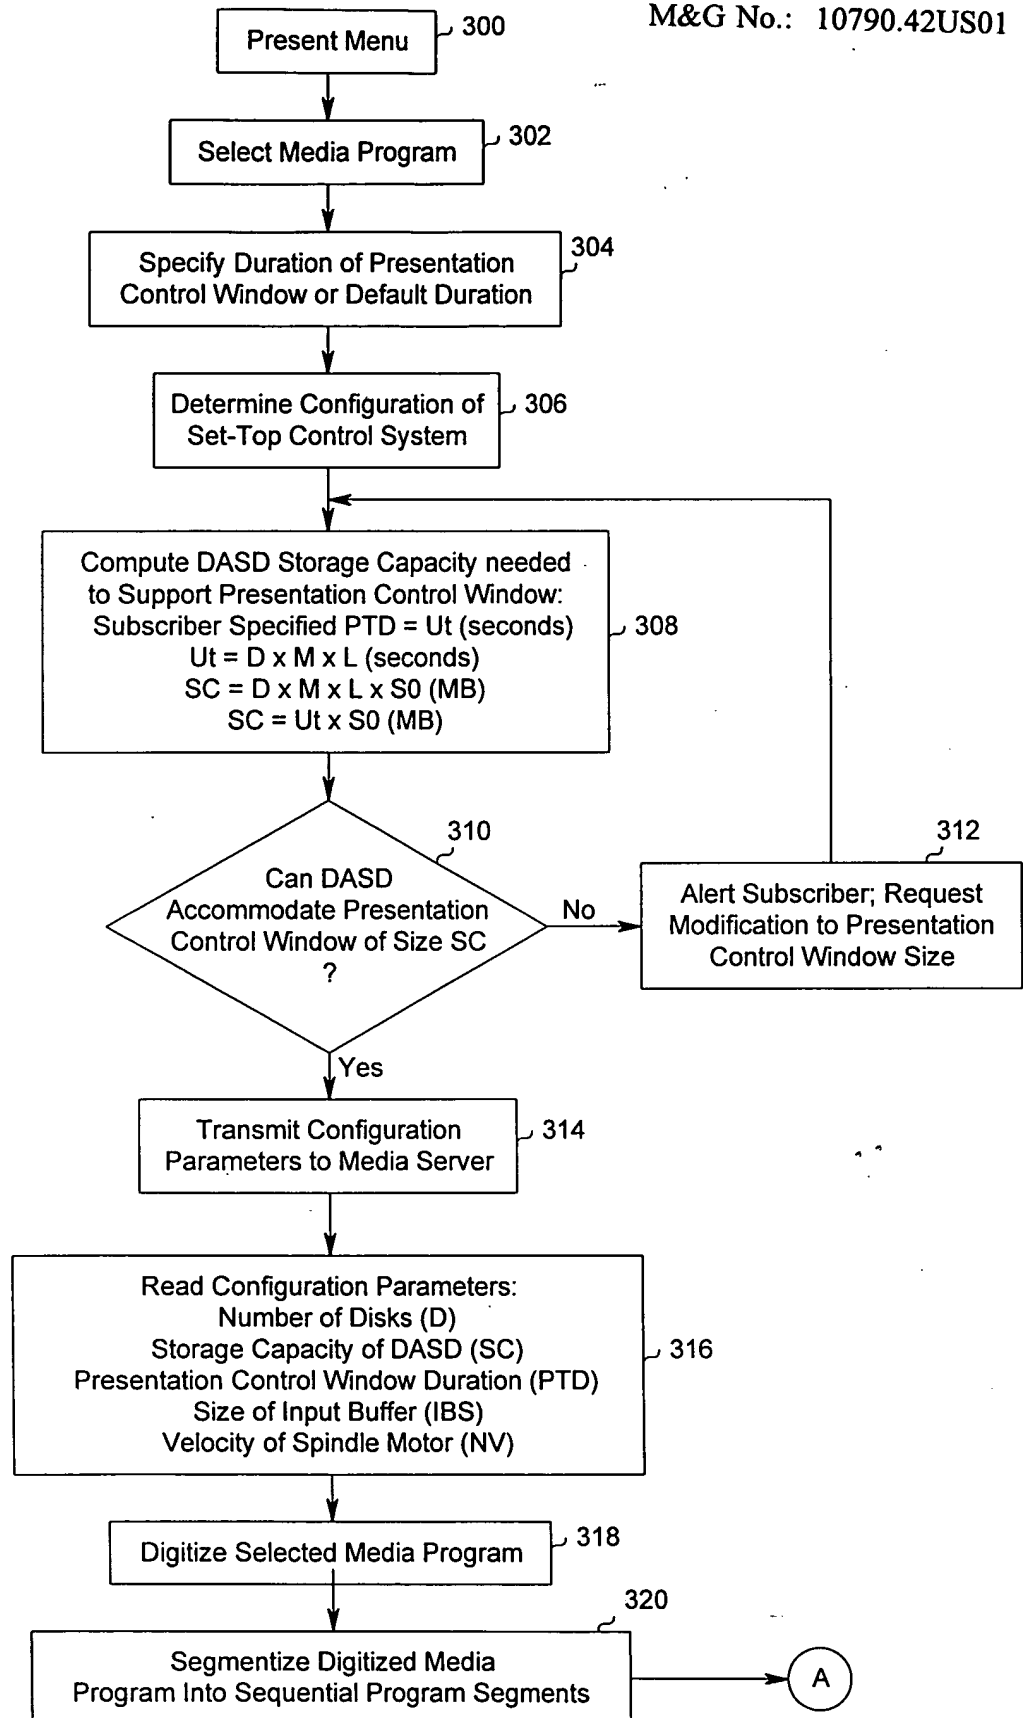 M&G No.: 10790.42US01
Present Menu
300
Select Media Program
302
Specify Duration of Presentation
Control Window or Default Duration
304
Determine Configuration of
Set-Top Control System
306
Compute DASD Storage Capacity needed
to Support Presentation Control Window:
Subscriber Specified PTD = Ut (seconds)
Ut = D x M x L (seconds)
SC = D x M x L x S0 (MB)
SC = Ut x S0 (MB)
308
310
Can DASD
Accommodate Presentation
Control Window of Size SC
?
No
312
Alert Subscriber; Request
Modification to Presentation
Control Window Size
Yes
Transmit Configuration
Parameters to Media Server
314
Read Configuration Parameters:
Number of Disks (D)
Storage Capacity of DASD (SC)
Presentation Control Window Duration (PTD)
Size of Input Buffer (IBS)
Velocity of Spindle Motor (NV)
316
Digitize Selected Media Program
318
320
Segmentize Digitized Media
Program Into Sequential Program Segments
A